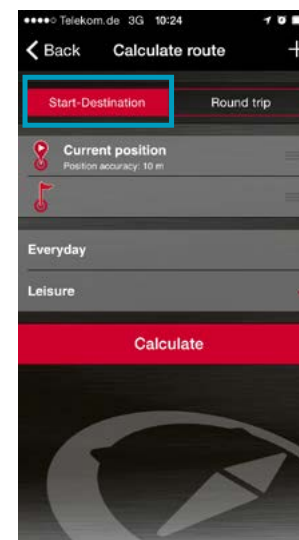 Telekom.de 3G 10:24
Back Calculate route +
Start-Destination Round trip
Current position
Position accuracy: 10 m
Everyday
Leisure
Calculate